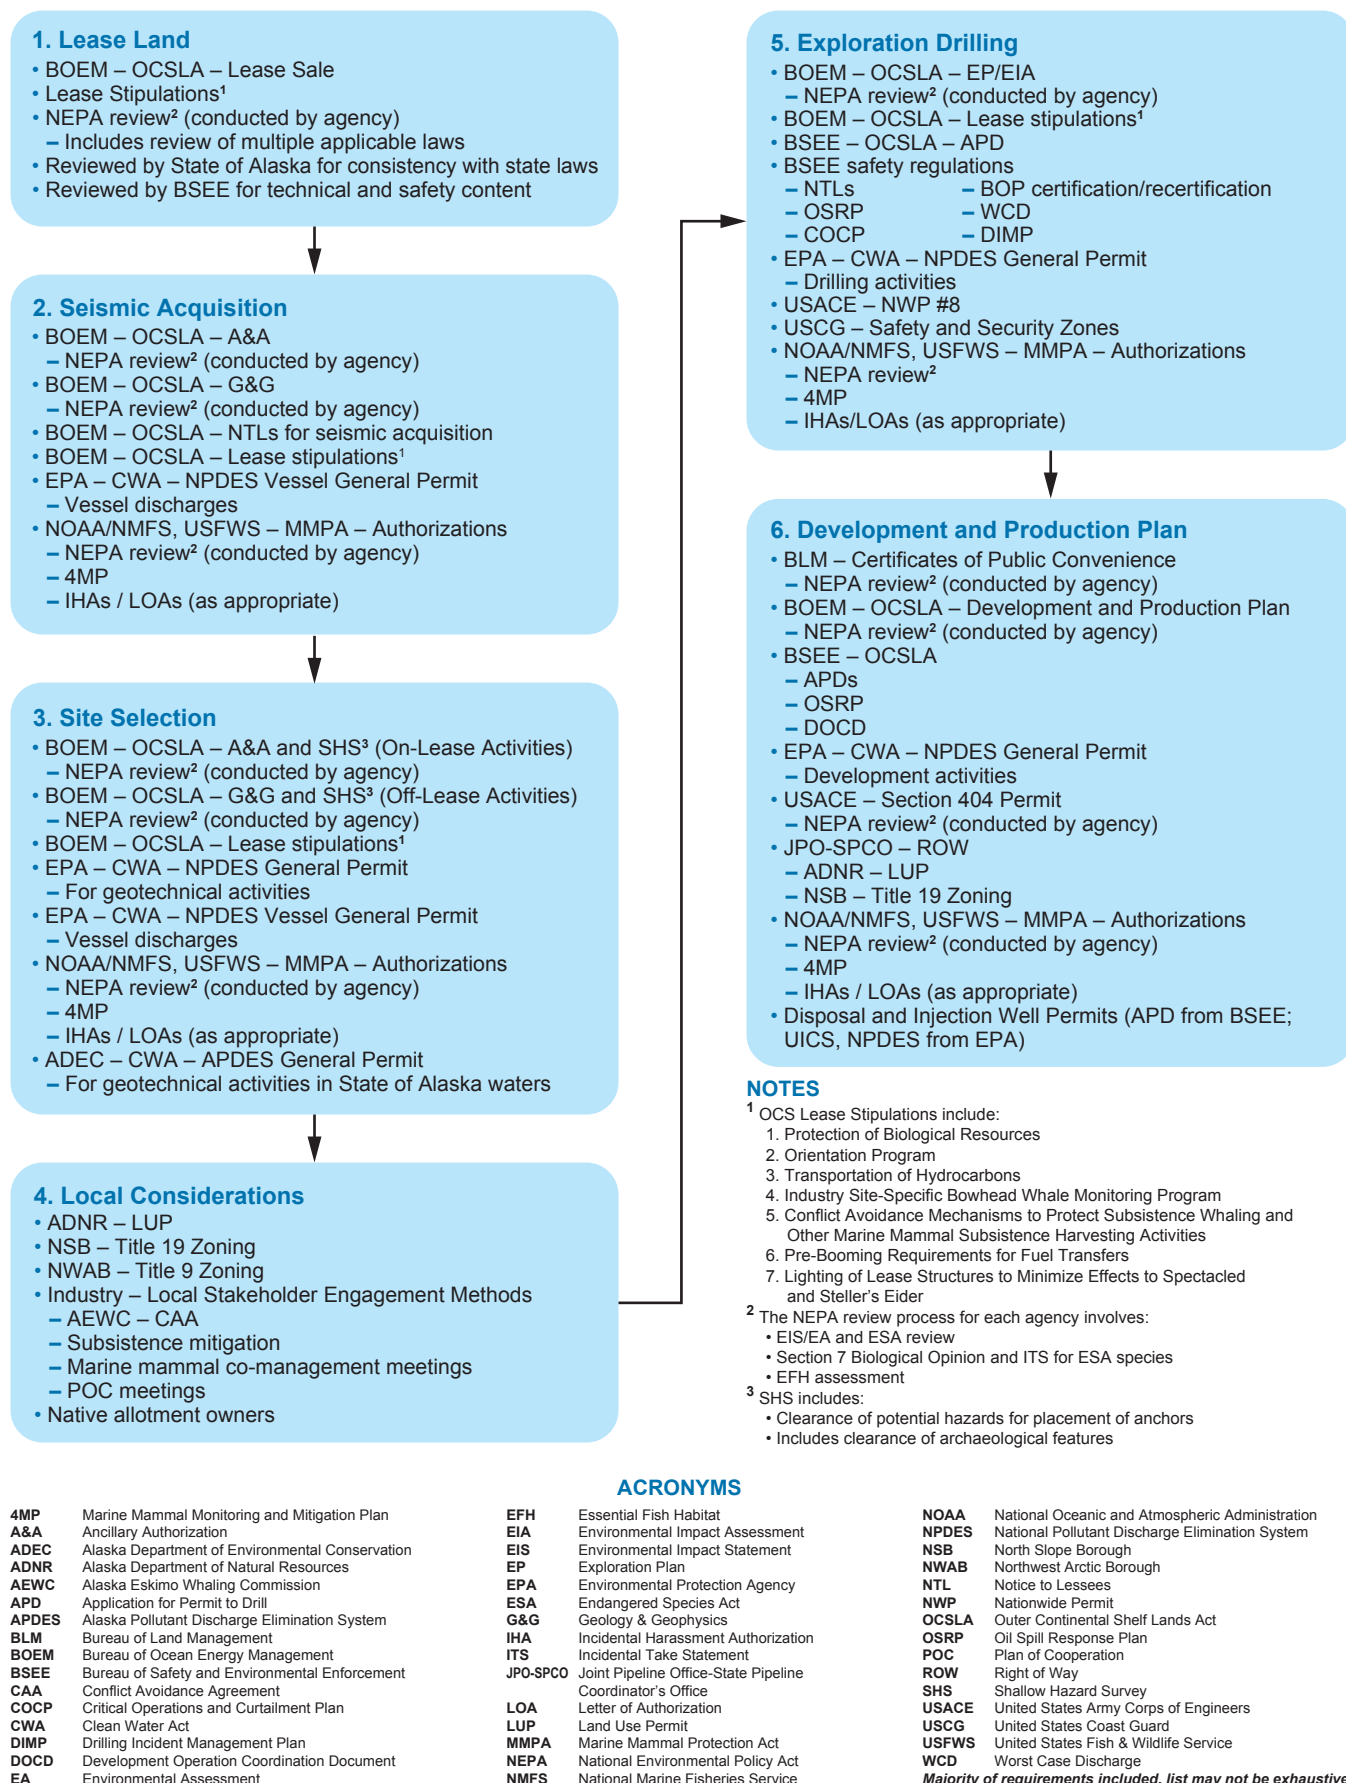 1. Lease Land
• BOEM – OCSLA – Lease Sale
• Lease Stipulations¹
• NEPA review² (conducted by agency)
– Includes review of multiple applicable laws
• Reviewed by State of Alaska for consistency with state laws
• Reviewed by BSEE for technical and safety content
2. Seismic Acquisition
• BOEM – OCSLA – A&A
– NEPA review² (conducted by agency)
• BOEM – OCSLA – G&G
– NEPA review² (conducted by agency)
• BOEM – OCSLA – NTLs for seismic acquisition
• BOEM – OCSLA – Lease stipulations¹
• EPA – CWA – NPDES Vessel General Permit
– Vessel discharges
• NOAA/NMFS, USFWS – MMPA – Authorizations
– NEPA review² (conducted by agency)
– 4MP
– IHAs / LOAs (as appropriate)
3. Site Selection
• BOEM – OCSLA – A&A and SHS³ (On-Lease Activities)
– NEPA review² (conducted by agency)
• BOEM – OCSLA – G&G and SHS³ (Off-Lease Activities)
– NEPA review² (conducted by agency)
• BOEM – OCSLA – Lease stipulations¹
• EPA – CWA – NPDES General Permit
– For geotechnical activities
• EPA – CWA – NPDES Vessel General Permit
– Vessel discharges
• NOAA/NMFS, USFWS – MMPA – Authorizations
– NEPA review² (conducted by agency)
– 4MP
– IHAs / LOAs (as appropriate)
• ADEC – CWA – APDES General Permit
– For geotechnical activities in State of Alaska waters
4. Local Considerations
• ADNR – LUP
• NSB – Title 19 Zoning
• NWAB – Title 9 Zoning
• Industry – Local Stakeholder Engagement Methods
– AEWC – CAA
– Subsistence mitigation
– Marine mammal co-management meetings
– POC meetings
• Native allotment owners
5. Exploration Drilling
• BOEM – OCSLA – EP/EIA
– NEPA review² (conducted by agency)
• BOEM – OCSLA – Lease stipulations¹
• BSEE – OCSLA – APD
• BSEE safety regulations
– NTLs – BOP certification/recertification
– OSRP – WCD
– COCP – DIMP
• EPA – CWA – NPDES General Permit
– Drilling activities
• USACE – NWP #8
• USCG – Safety and Security Zones
• NOAA/NMFS, USFWS – MMPA – Authorizations
– NEPA review²
– 4MP
– IHAs/LOAs (as appropriate)
6. Development and Production Plan
• BLM – Certificates of Public Convenience
– NEPA review² (conducted by agency)
• BOEM – OCSLA – Development and Production Plan
– NEPA review² (conducted by agency)
• BSEE – OCSLA
– APDs
– OSRP
– DOCD
• EPA – CWA – NPDES General Permit
– Development activities
• USACE – Section 404 Permit
– NEPA review² (conducted by agency)
• JPO-SPCO – ROW
– ADNR – LUP
– NSB – Title 19 Zoning
• NOAA/NMFS, USFWS – MMPA – Authorizations
– NEPA review² (conducted by agency)
– 4MP
– IHAs / LOAs (as appropriate)
• Disposal and Injection Well Permits (APD from BSEE;
UICS, NPDES from EPA)
NOTES
¹ OCS Lease Stipulations include:
1. Protection of Biological Resources
2. Orientation Program
3. Transportation of Hydrocarbons
4. Industry Site-Specific Bowhead Whale Monitoring Program
5. Conflict Avoidance Mechanisms to Protect Subsistence Whaling and
Other Marine Mammal Subsistence Harvesting Activities
6. Pre-Booming Requirements for Fuel Transfers
7. Lighting of Lease Structures to Minimize Effects to Spectacled
and Steller's Eider
² The NEPA review process for each agency involves:
• EIS/EA and ESA review
• Section 7 Biological Opinion and ITS for ESA species
• EFH assessment
³ SHS includes:
• Clearance of potential hazards for placement of anchors
• Includes clearance of archaeological features
ACRONYMS
4MP Marine Mammal Monitoring and Mitigation Plan
A&A Ancillary Authorization
ADEC Alaska Department of Environmental Conservation
ADNR Alaska Department of Natural Resources
AEWC Alaska Eskimo Whaling Commission
APD Application for Permit to Drill
APDES Alaska Pollutant Discharge Elimination System
BLM Bureau of Land Management
BOEM Bureau of Ocean Energy Management
BSEE Bureau of Safety and Environmental Enforcement
CAA Conflict Avoidance Agreement
COCP Critical Operations and Curtailment Plan
CWA Clean Water Act
DIMP Drilling Incident Management Plan
DOCD Development Operation Coordination Document
EA Environmental Assessment
EFH Essential Fish Habitat
EIA Environmental Impact Assessment
EIS Environmental Impact Statement
EP Exploration Plan
EPA Environmental Protection Agency
ESA Endangered Species Act
G&G Geology & Geophysics
IHA Incidental Harassment Authorization
ITS Incidental Take Statement
JPO-SPCO Joint Pipeline Office-State Pipeline
Coordinator's Office
LOA Letter of Authorization
LUP Land Use Permit
MMPA Marine Mammal Protection Act
NEPA National Environmental Policy Act
NMFS National Marine Fisheries Service
NOAA National Oceanic and Atmospheric Administration
NPDES National Pollutant Discharge Elimination System
NSB North Slope Borough
NWAB Northwest Arctic Borough
NTL Notice to Lessees
NWP Nationwide Permit
OCSLA Outer Continental Shelf Lands Act
OSRP Oil Spill Response Plan
POC Plan of Cooperation
ROW Right of Way
SHS Shallow Hazard Survey
USACE United States Army Corps of Engineers
USCG United States Coast Guard
USFWS United States Fish & Wildlife Service
WCD Worst Case Discharge
Majority of requirements included, list may not be exhaustive